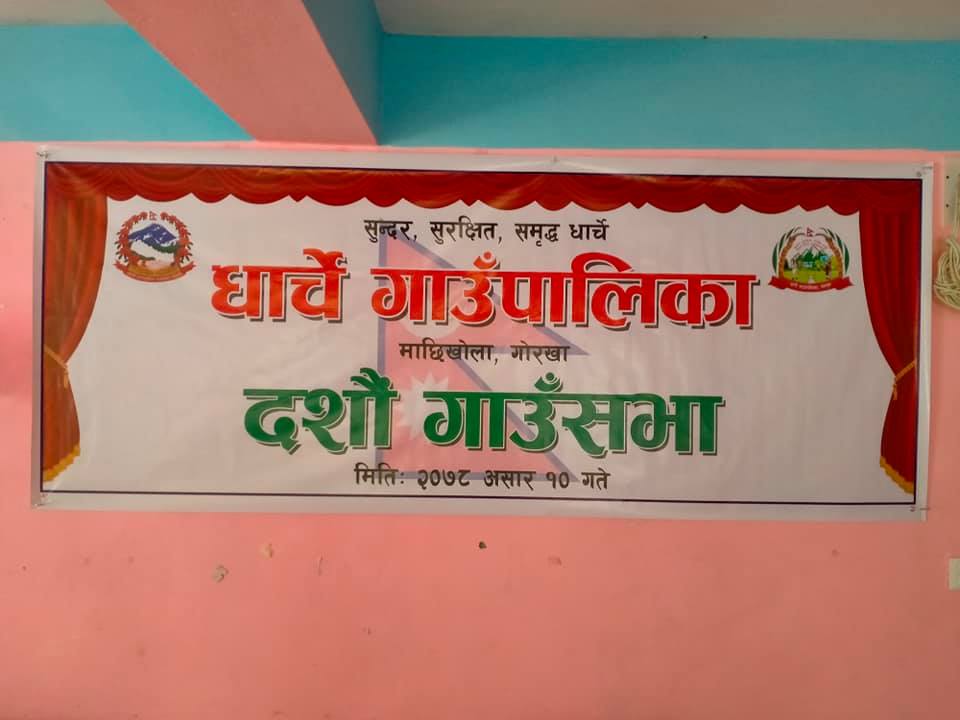 सुन्दर, सुरक्षित, समृद्ध धार्चे
धार्चे गाउँपालिका
माछिखोला, गोरखा
दशौं गाउँसभा
मितिः २०७८ असार १० गते